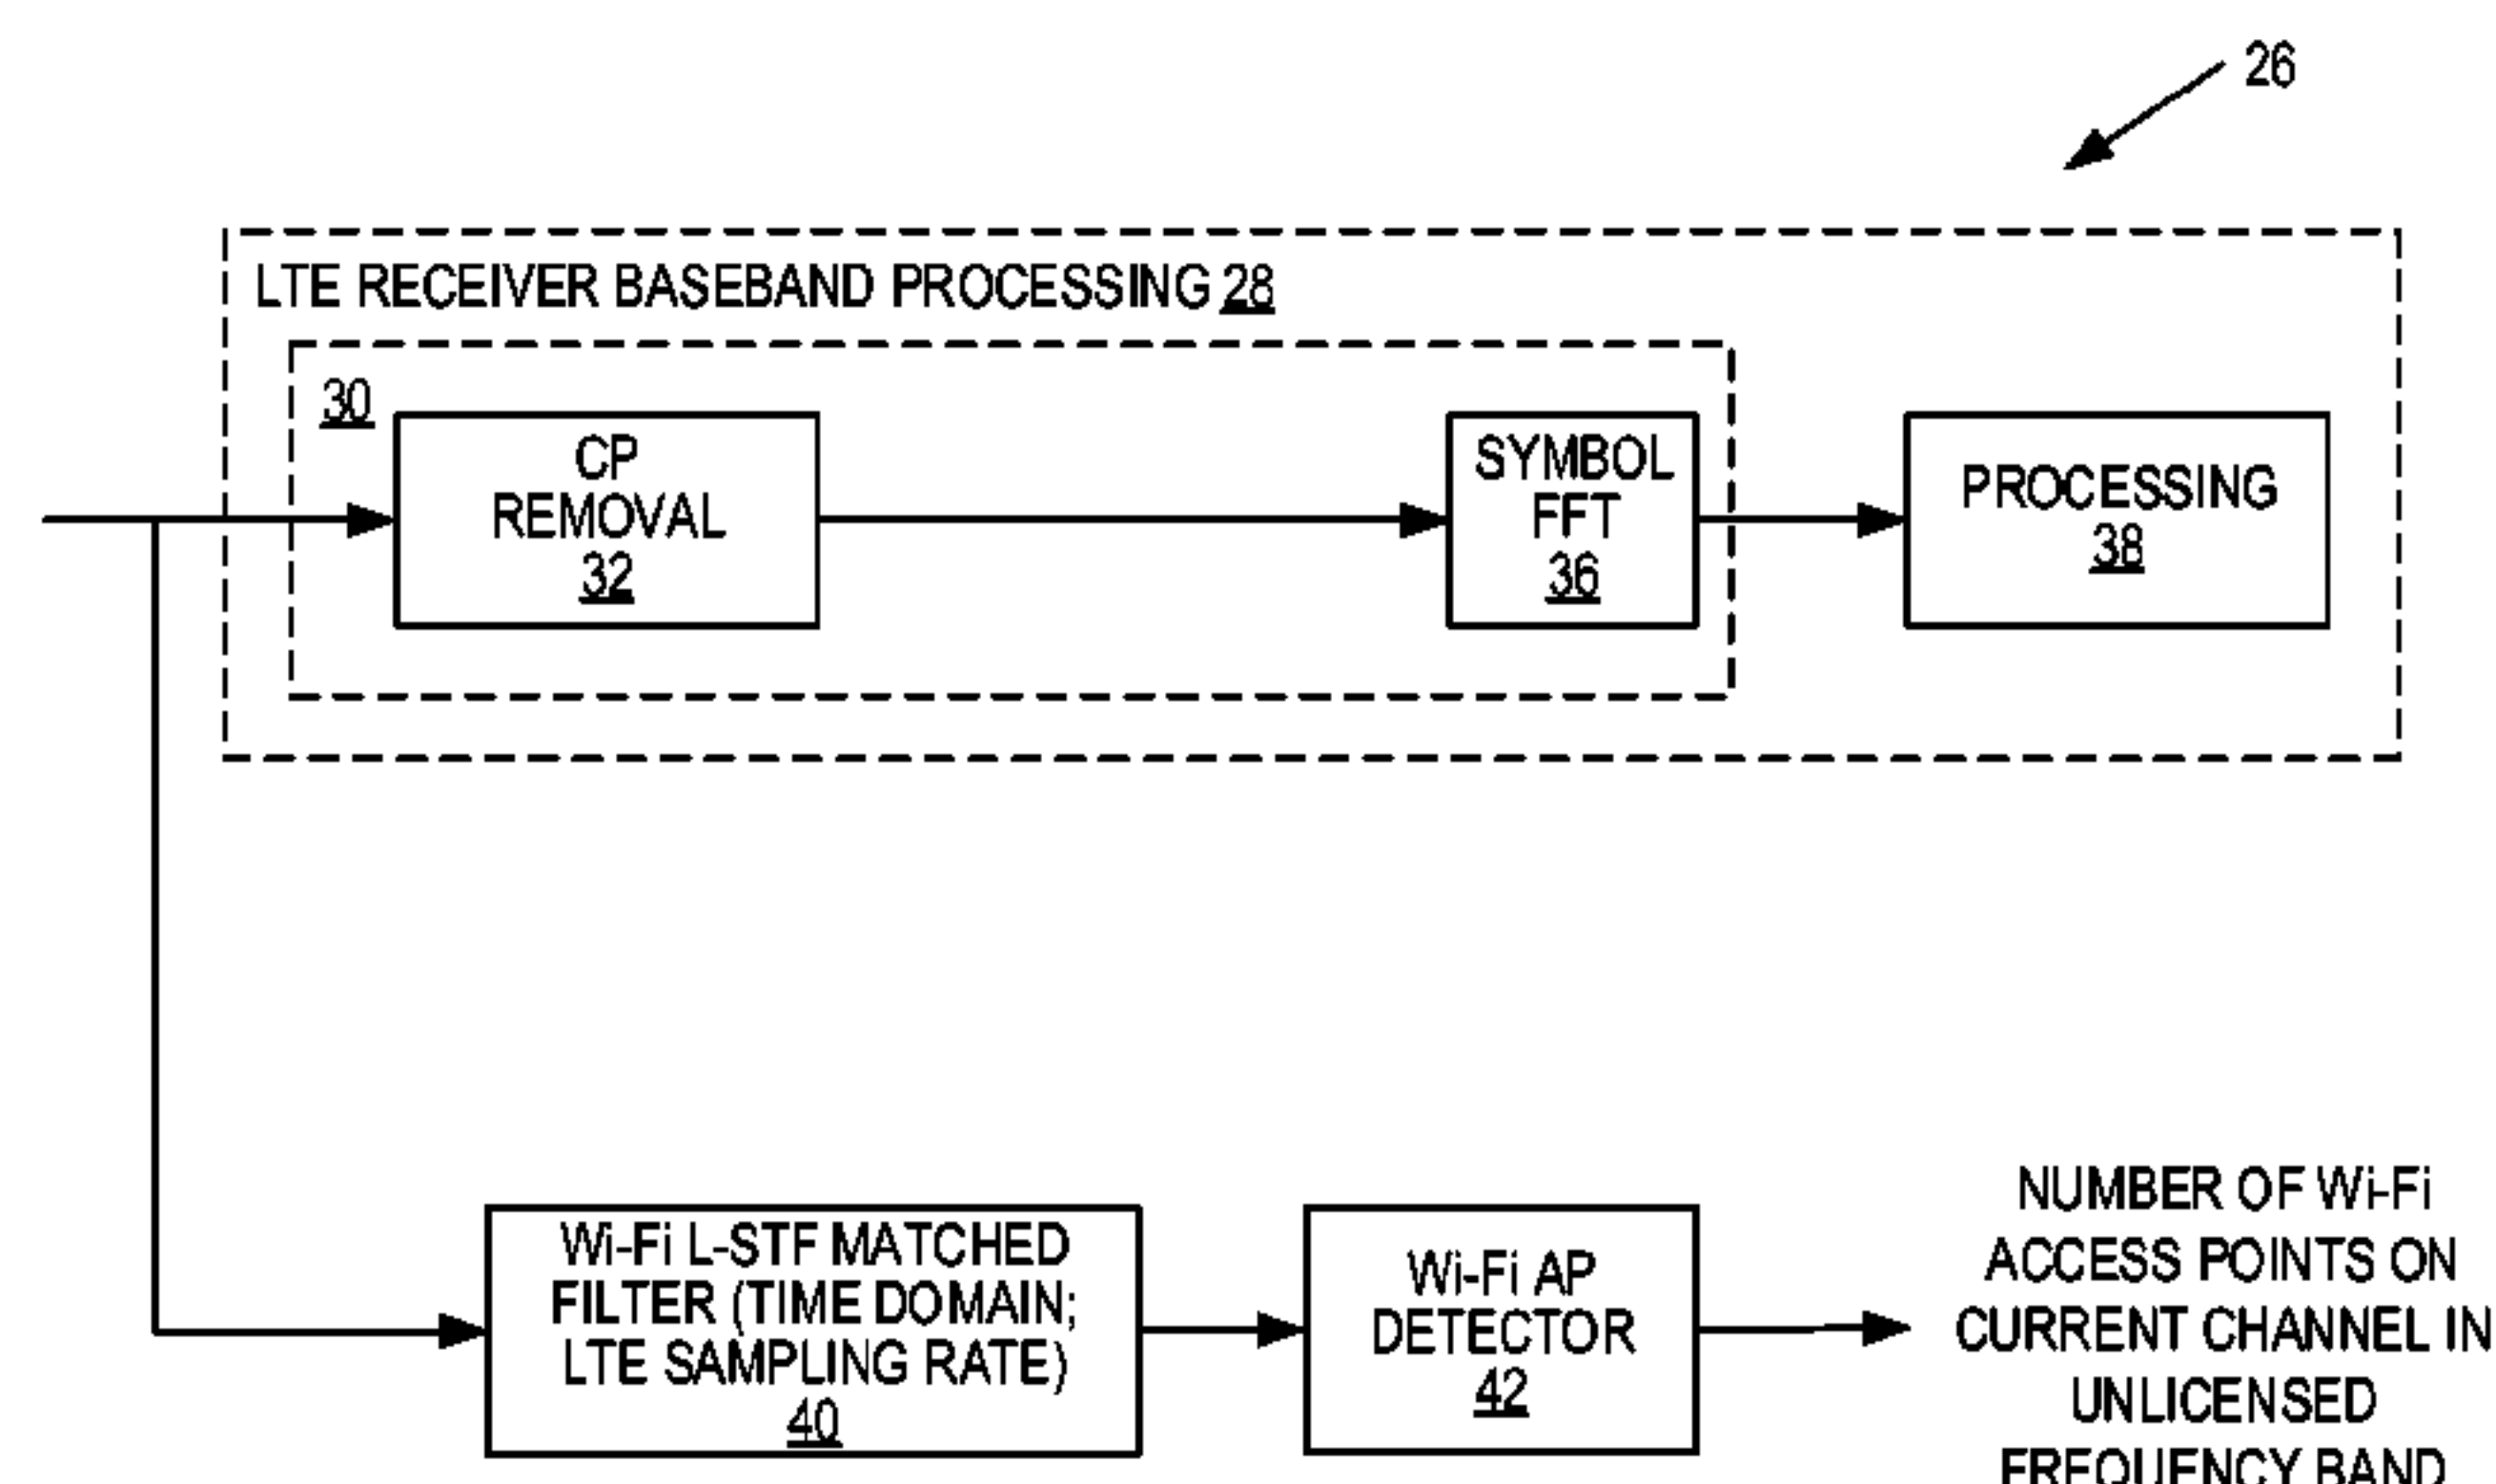 26
LTE RECEIVER BASEBAND PROCESSING 28
30
CP
REMOVAL
32
SYMBOL
FFT
36
PROCESSING
38
Wi-Fi L-STF MATCHED
FILTER (TIME DOMAIN;
LTE SAMPLING RATE)
40
Wi-Fi AP
DETECTOR
42
NUMBER OF Wi-Fi
ACCESS POINTS ON
CURRENT CHANNEL IN
UNLICENSED
FREQUENCY BAND